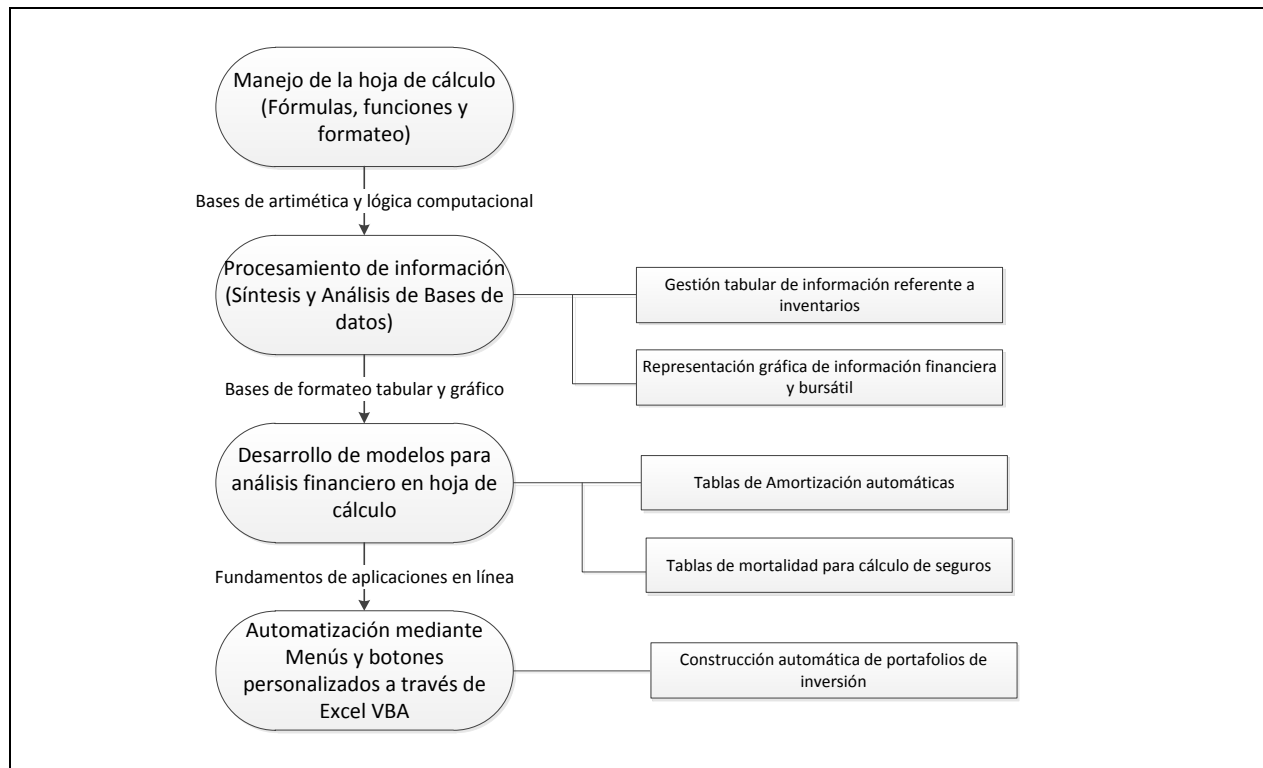 Manejo de la hoja de cálculo
(Fórmulas, funciones y
formateo)
Bases de artimética y lógica computacional
Procesamiento de información
(Síntesis y Análisis de Bases de
datos)
Gestión tabular de información referente a
inventarios
Representación gráfica de información financiera
y bursátil
Bases de formateo tabular y gráfico
Desarrollo de modelos para
análisis financiero en hoja de
cálculo
Tablas de Amortización automáticas
Tablas de mortalidad para cálculo de seguros
Fundamentos de aplicaciones en línea
Automatización mediante
Menús y botones
personalizados a través de
Excel VBA
Construcción automática de portafolios de
inversión